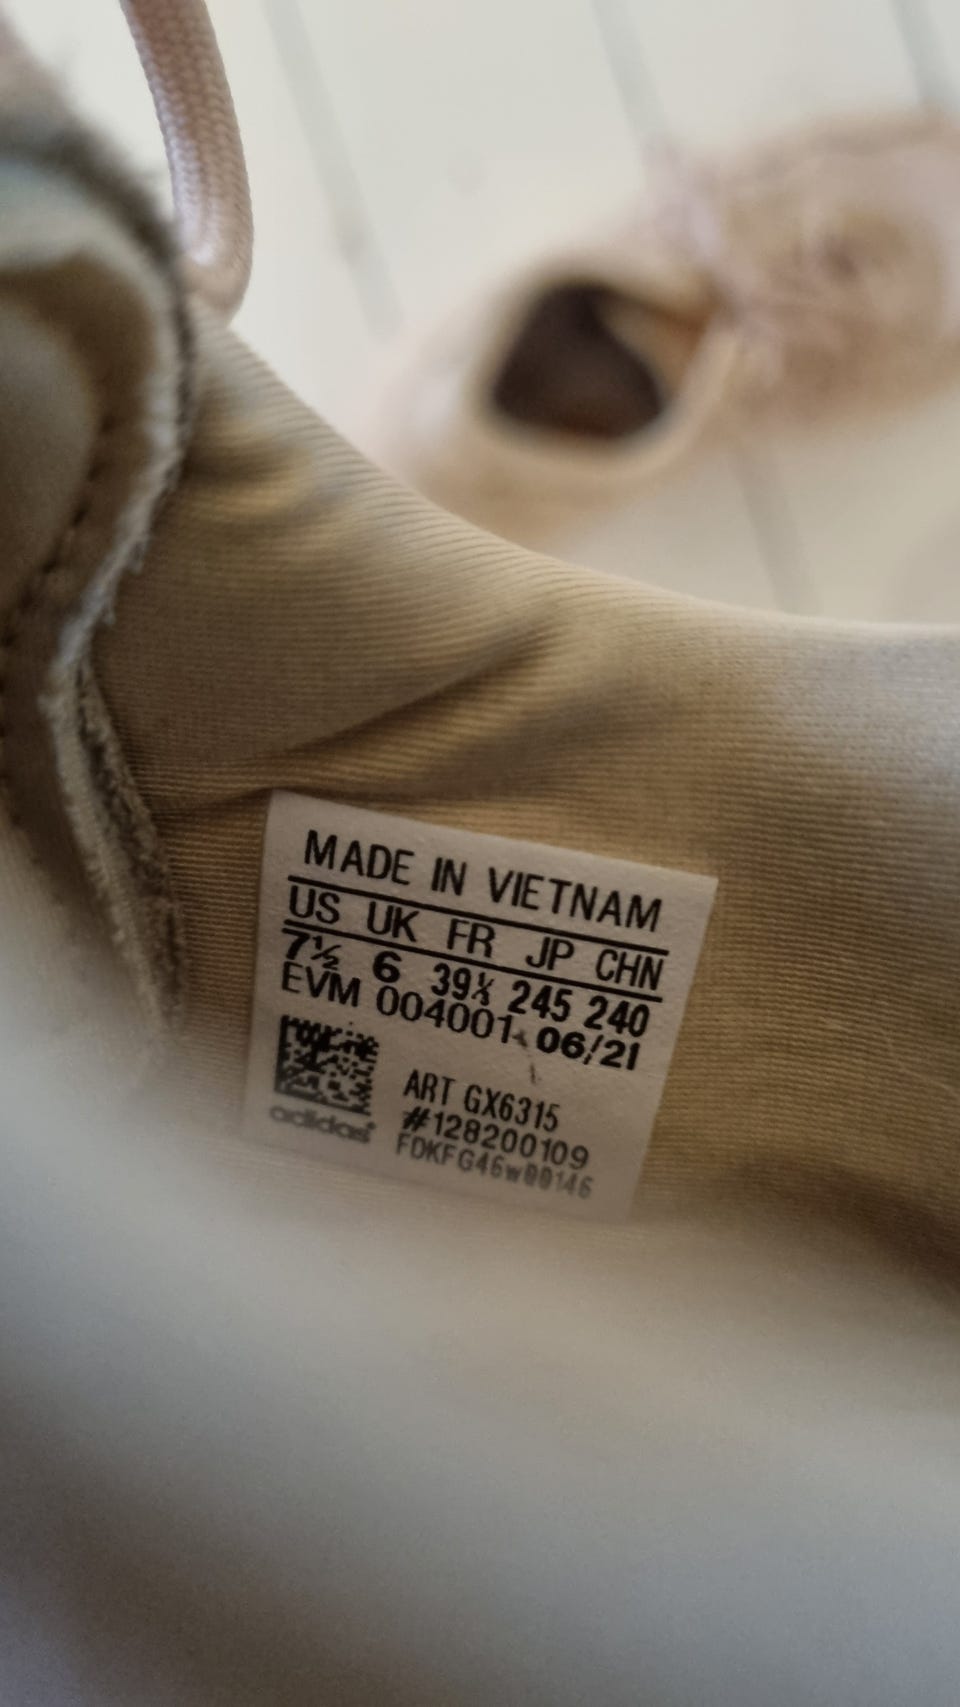 MADE IN VIETNAM
US UK FR JP CHN
7½ 6 39⅓ 245 240
EVM 004001 06/21
ART GX6315
#128200109
FDKFG46w00146
adidas